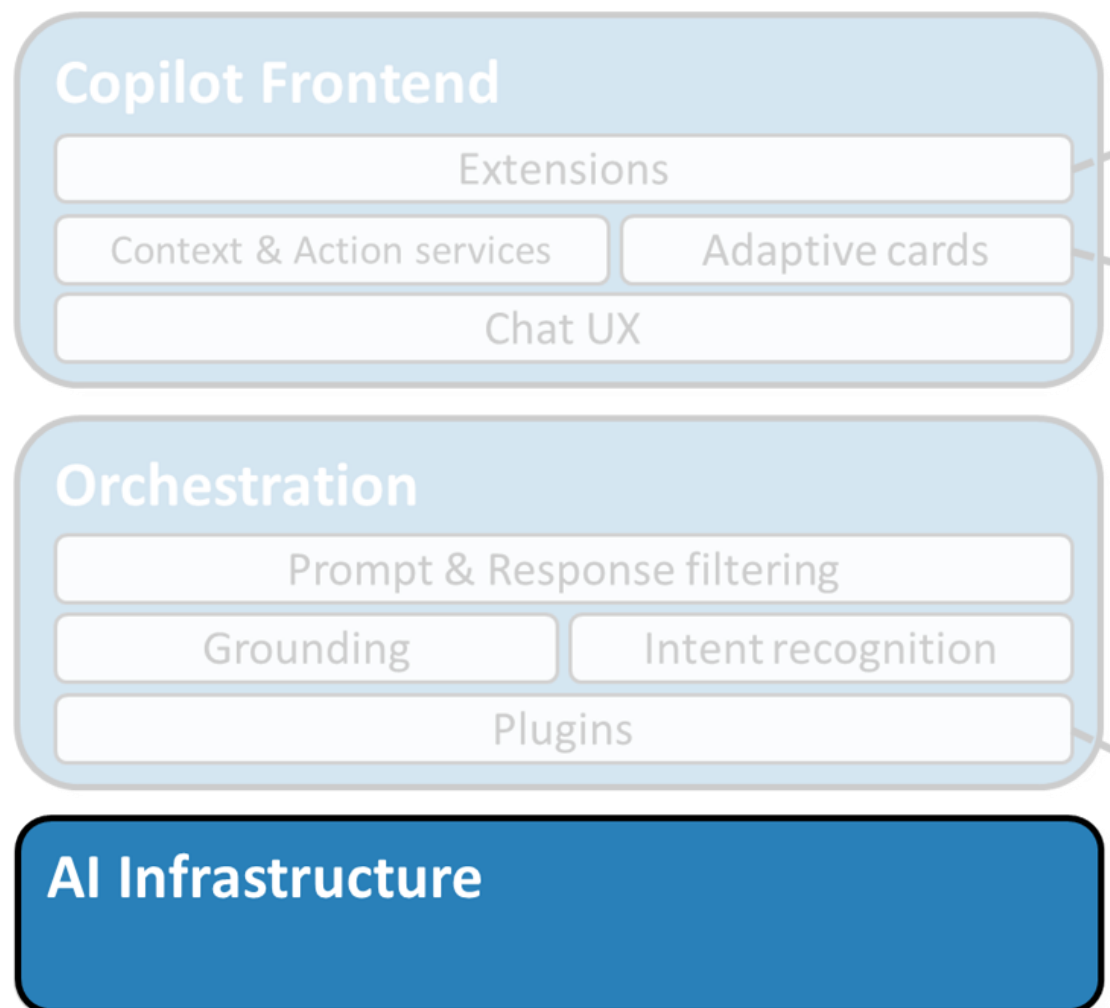 Copilot Frontend
Extensions
Context & Action services
Adaptive cards
Chat UX
Orchestration
Prompt & Response filtering
Grounding
Intent recognition
Plugins
AI Infrastructure